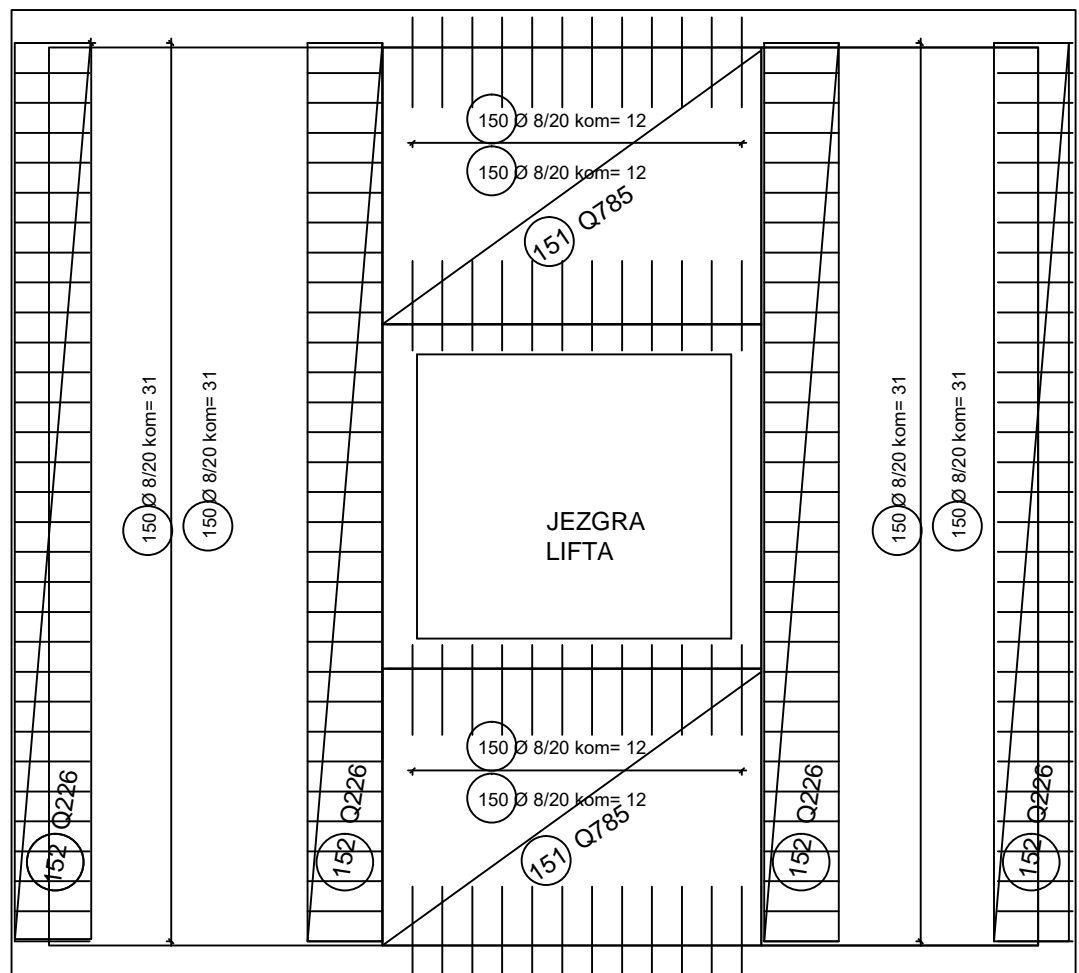 150 Ø 8/20 kom= 12
150 Ø 8/20 kom= 12
151 Q785
150 Ø 8/20 kom= 31
150 Ø 8/20 kom= 31
JEZGRA
LIFTA
150 Ø 8/20 kom= 31
150 Ø 8/20 kom= 31
150 Ø 8/20 kom= 12
150 Ø 8/20 kom= 12
151 Q785
152 Q226
152 Q226
152 Q226
152 Q226